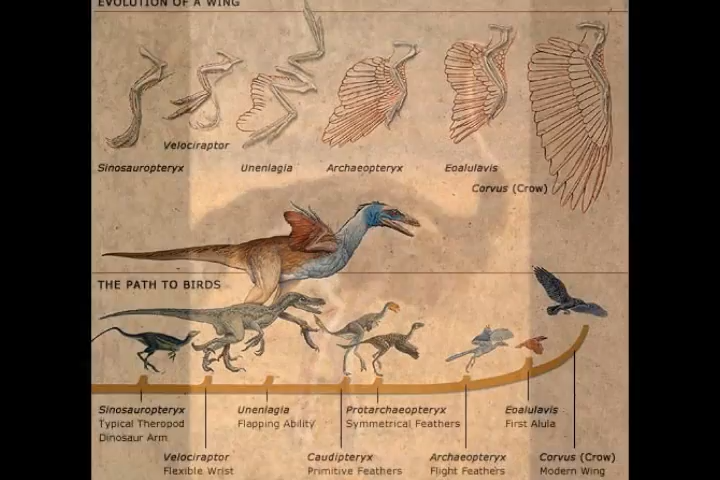 EVOLUTION OF A WING
Velociraptor
Sinosauropteryx
Unenlagia
Archaeopteryx
Eoalulavis
Corvus (Crow)
THE PATH TO BIRDS
Sinosauropteryx
Typical Theropod
Dinosaur Arm
Unenlagia
Flapping Ability
Protarchaeopteryx
Symmetrical Feathers
Eoalulavis
First Alula
Velociraptor
Flexible Wrist
Caudipteryx
Primitive Feathers
Archaeopteryx
Flight Feathers
Corvus (Crow)
Modern Wing